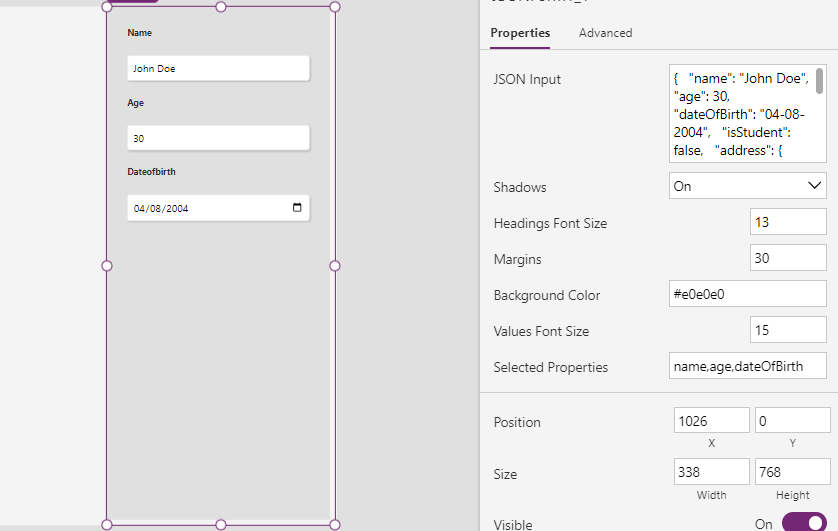 Name
John Doe
Age
30
Dateofbirth
04/08/2004
Properties
Advanced
JSON Input
{ "name": "John Doe",
"age": 30,
"dateOfBirth": "04-08-
2004", "isStudent":
false, "address": {
Shadows
On
Headings Font Size
13
Margins
30
Background Color
#e0e0e0
Values Font Size
15
Selected Properties
name,age,dateOfBirth
Position
1026
0
X
Y
Size
338
768
Width
Height
Visible
On